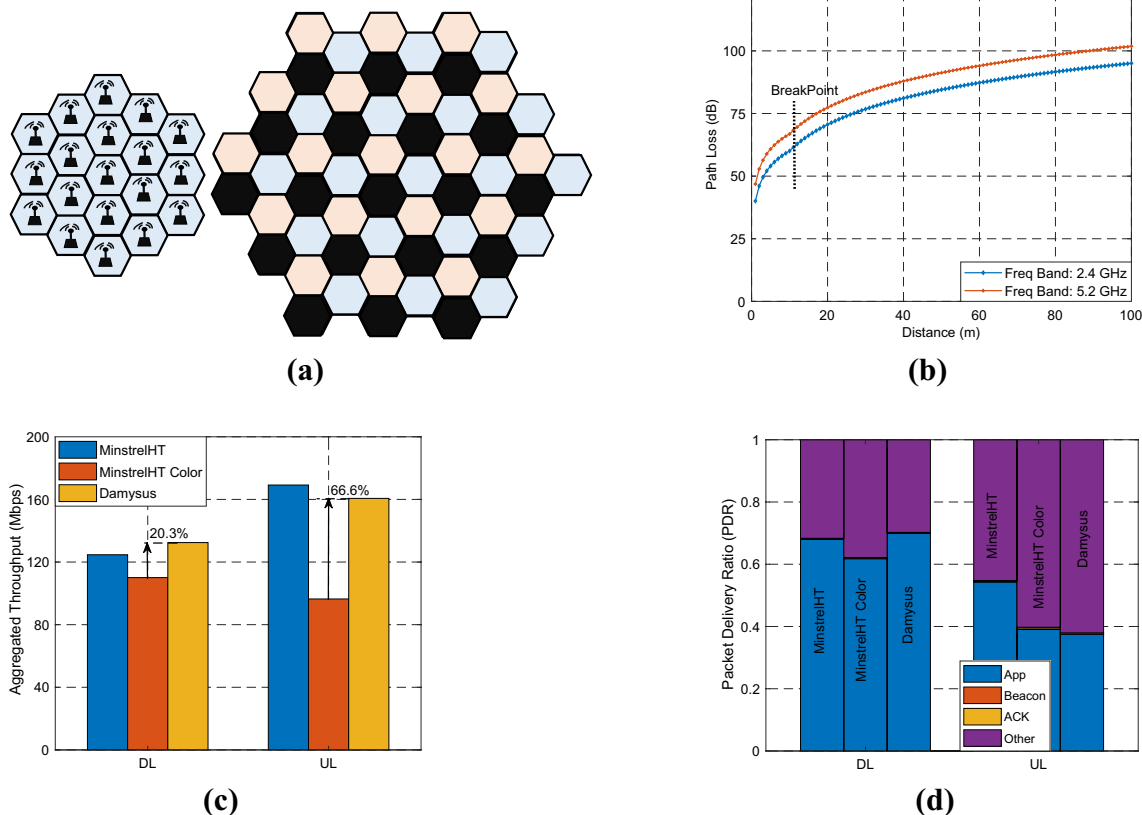 100
75
50
25
0
Path Loss (dB)
BreakPoint
Freq Band: 2.4 GHz
Freq Band: 5.2 GHz
0 20 40 60 80 100
Distance (m)
(a)
(b)
200
160
120
80
40
0
Aggregated Throughput (Mbps)
MinstrelHT
MinstrelHT Color
Damysus
20.3%
66.6%
DL UL
(c)
1
0.8
0.6
0.4
0.2
0
Packet Delivery Ratio (PDR)
MinstrelHT
MinstrelHT Color
Damysus
MinstrelHT
MinstrelHT Color
Damysus
App
Beacon
ACK
Other
DL UL
(d)